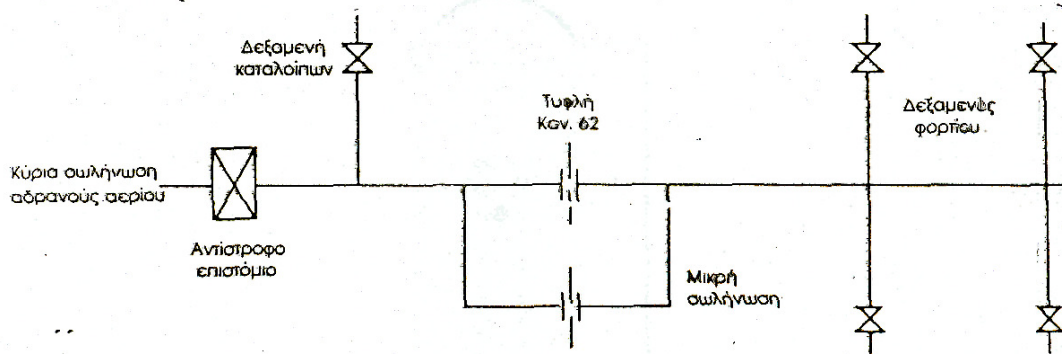 Δεξαμενή
καταλοίπων
Τυφλή
Καν. 62
Δεξαμενές
φορτίου
Κύρια σωλήνωση
αδρανούς αερίου
Αντίστροφο
επιστόμιο
Μικρή
σωλήνωση